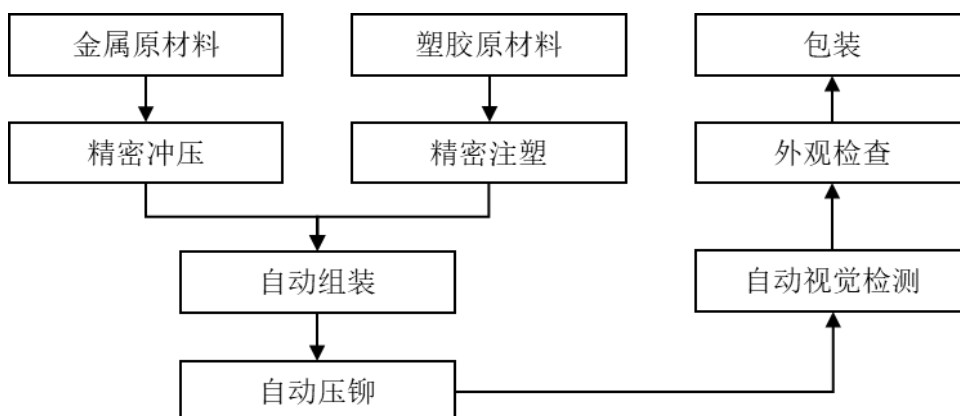 金属原材料
塑胶原材料
包装
精密冲压
精密注塑
外观检查
自动组装
自动视觉检测
自动压铆